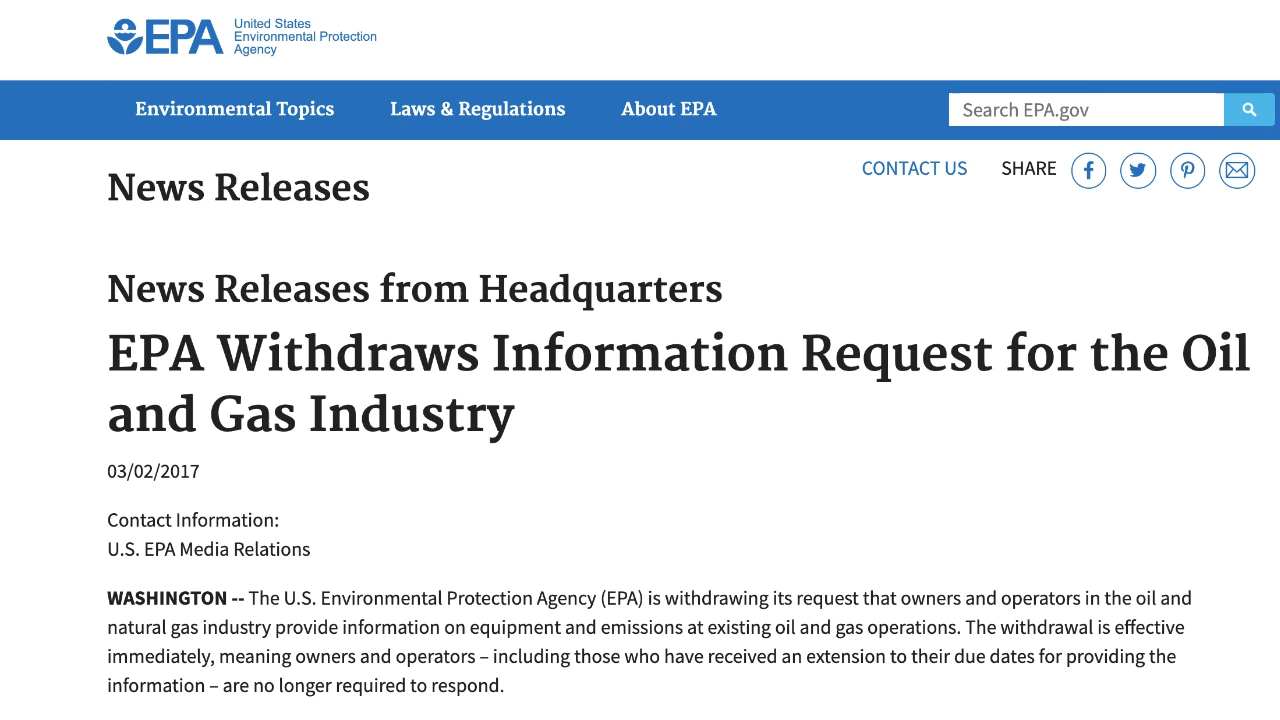 EPA United States
Environmental Protection
Agency
Environmental Topics Laws & Regulations About EPA Search EPA.gov
CONTACT US SHARE
News Releases
News Releases from Headquarters
EPA Withdraws Information Request for the Oil
and Gas Industry
03/02/2017
Contact Information:
U.S. EPA Media Relations
WASHINGTON -- The U.S. Environmental Protection Agency (EPA) is withdrawing its request that owners and operators in the oil and
natural gas industry provide information on equipment and emissions at existing oil and gas operations. The withdrawal is effective
immediately, meaning owners and operators – including those who have received an extension to their due dates for providing the
information – are no longer required to respond.